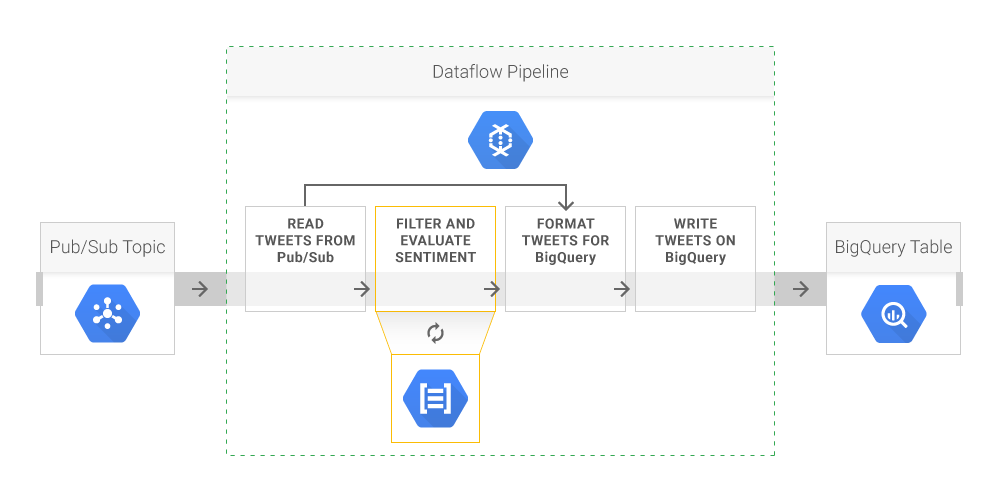 Dataflow Pipeline
Pub/Sub Topic
READ
TWEETS FROM
Pub/Sub
FILTER AND
EVALUATE
SENTIMENT
FORMAT
TWEETS FOR
BigQuery
WRITE
TWEETS ON
BigQuery
BigQuery Table